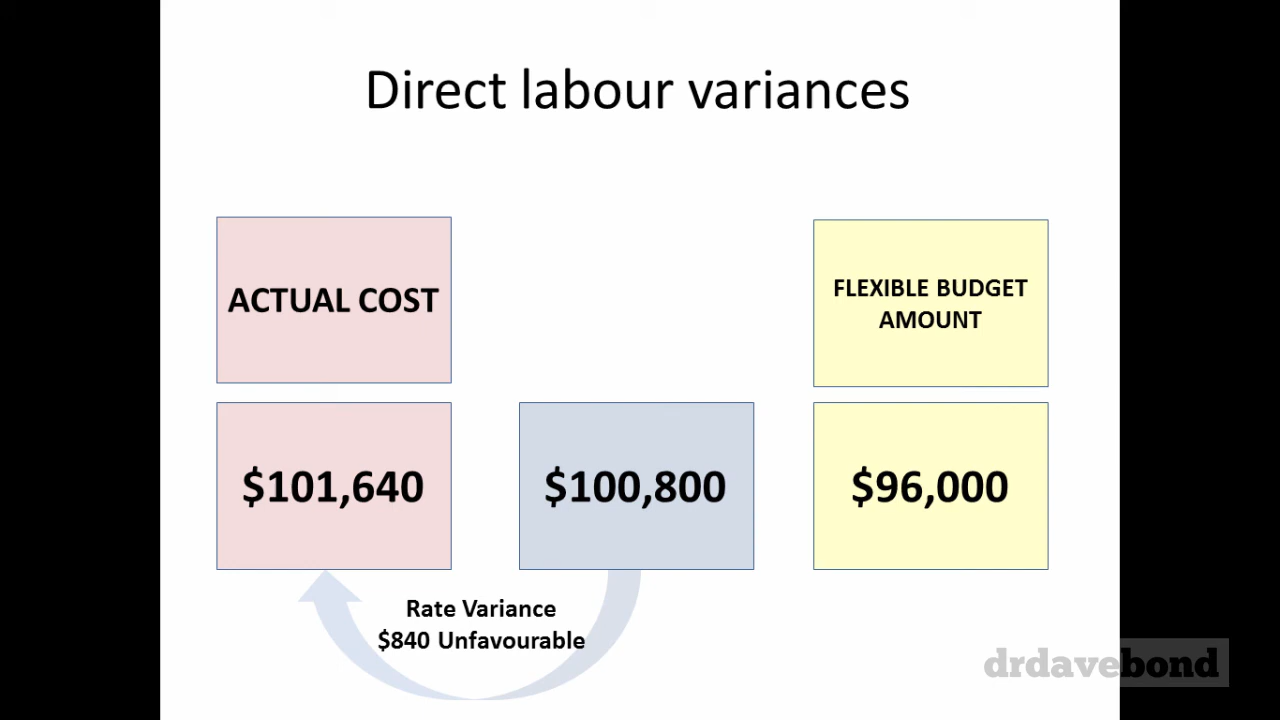 Direct labour variances
ACTUAL COST
FLEXIBLE BUDGET
AMOUNT
$101,640
$100,800
$96,000
Rate Variance
$840 Unfavourable
drdavebond